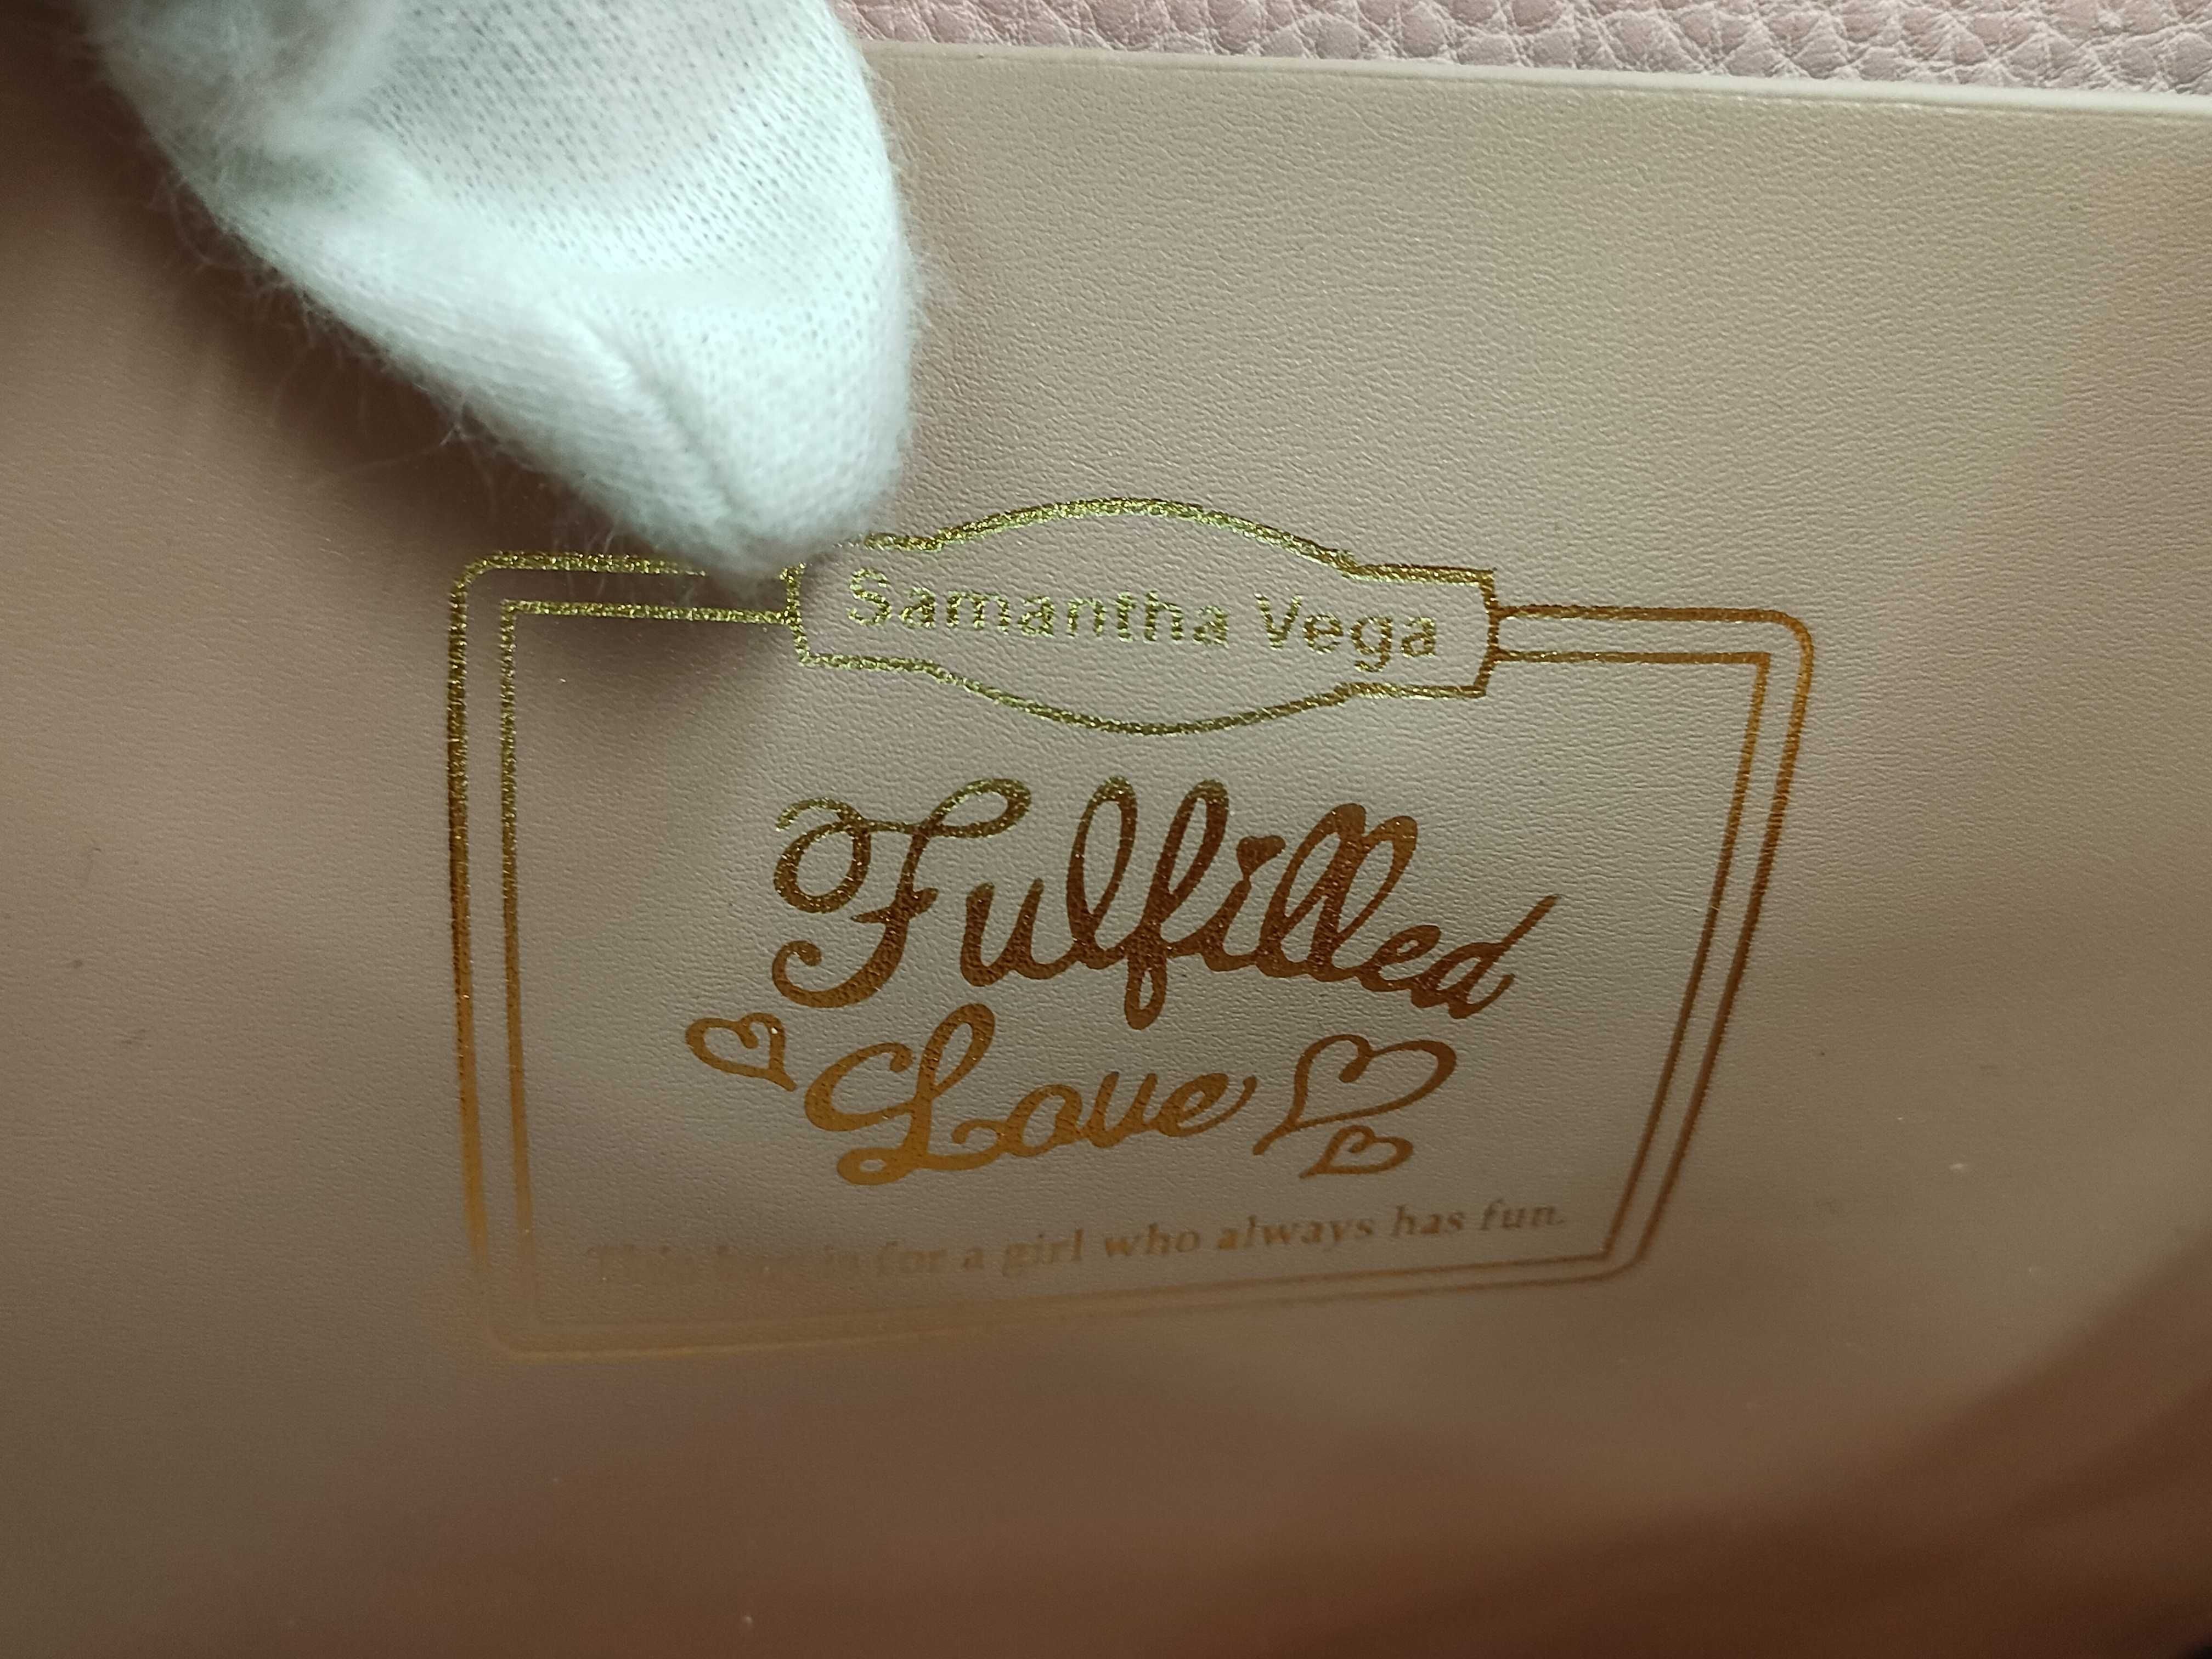 Samantha Vega
Fulfilled
Love
for a girl who always has fun.